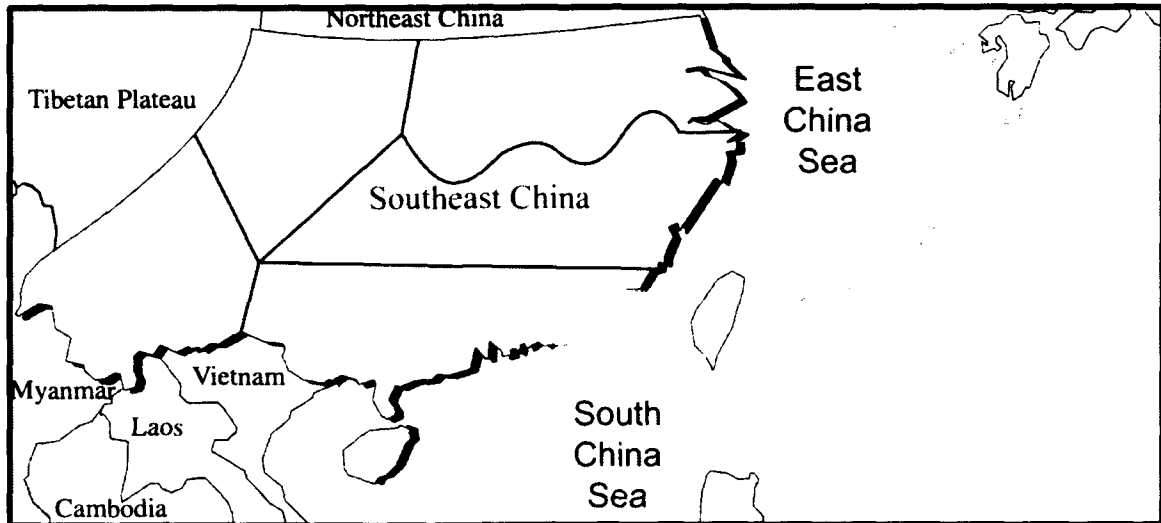 Northeast China
Tibetan Plateau
East
China
Sea
Southeast China
Vietnam
Myanmar
Laos
South
China
Sea
Cambodia